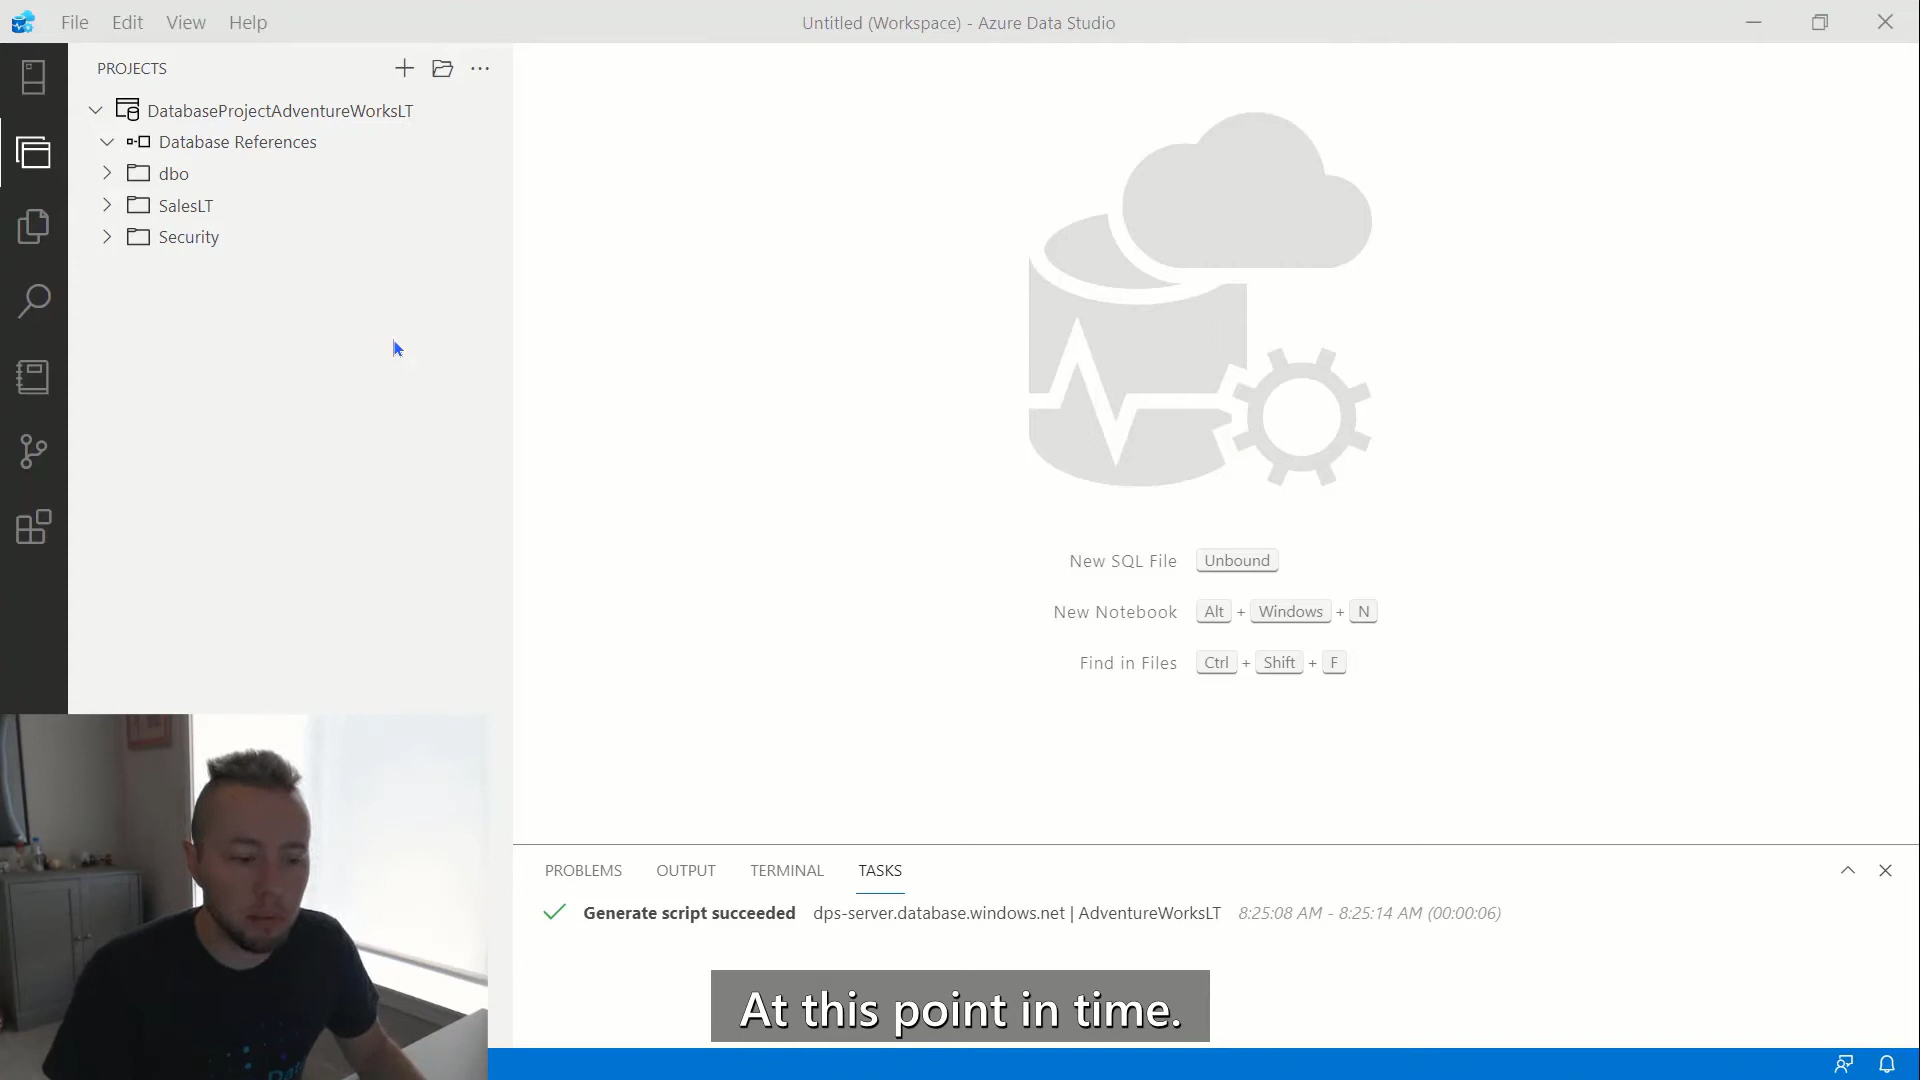 File Edit View Help
Untitled (Workspace) - Azure Data Studio
PROJECTS
DatabaseProjectAdventureWorksLT
Database References
dbo
SalesLT
Security
New SQL File Unbound
New Notebook Alt + Windows + N
Find in Files Ctrl + Shift + F
PROBLEMS OUTPUT TERMINAL TASKS
Generate script succeeded dps-server.database.windows.net | AdventureWorksLT 8:25:08 AM - 8:25:14 AM (00:00:06)
At this point in time.